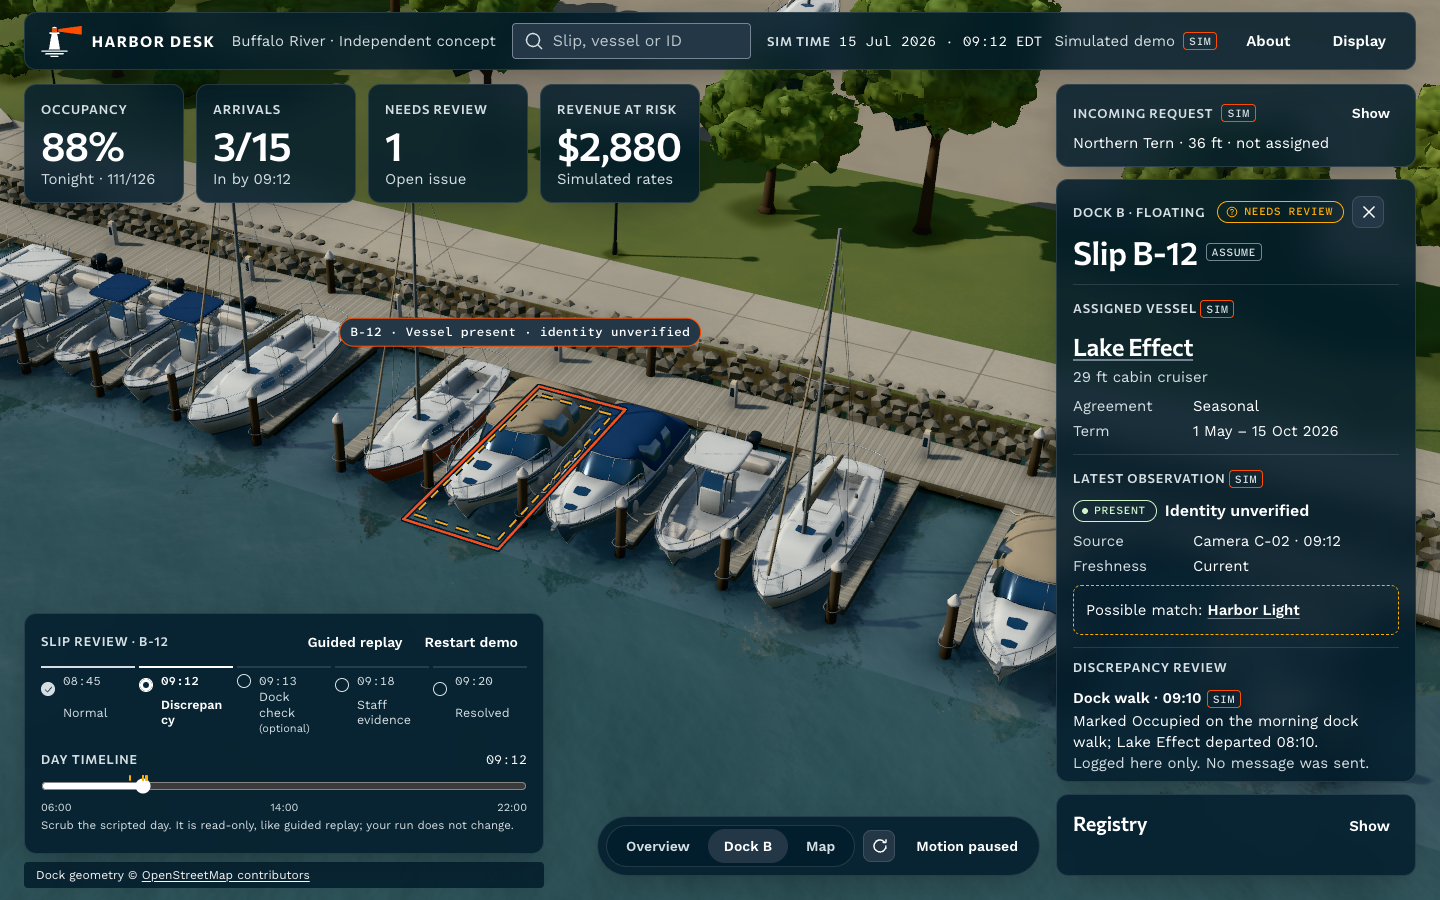 HARBOR DESK
Buffalo River · Independent concept
Slip, vessel or ID
SIM TIME 15 Jul 2026 · 09:12 EDT
Simulated demo SIM
About
Display
OCCUPANCY
88%
Tonight · 111/126
ARRIVALS
3/15
In by 09:12
NEEDS REVIEW
1
Open issue
REVENUE AT RISK
$2,880
Simulated rates
INCOMING REQUEST SIM
Show
Northern Tern · 36 ft · not assigned
DOCK B · FLOATING
NEEDS REVIEW
Slip B-12 ASSUME
ASSIGNED VESSEL SIM
Lake Effect
29 ft cabin cruiser
Agreement Seasonal
Term 1 May – 15 Oct 2026
LATEST OBSERVATION SIM
PRESENT Identity unverified
Source Camera C-02 · 09:12
Freshness Current
Possible match: Harbor Light
DISCREPANCY REVIEW
Dock walk · 09:10 SIM
Marked Occupied on the morning dock
walk; Lake Effect departed 08:10.
Logged here only. No message was sent.
Registry
Show
B-12 · Vessel present · identity unverified
SLIP REVIEW · B-12
Guided replay
Restart demo
08:45
Normal
09:12
Discrepan
cy
09:13
Dock
check
(optional)
09:18
Staff
evidence
09:20
Resolved
DAY TIMELINE
09:12
06:00 14:00 22:00
Scrub the scripted day. It is read-only, like guided replay; your run does not change.
Dock geometry © OpenStreetMap contributors
Overview
Dock B
Map
Motion paused